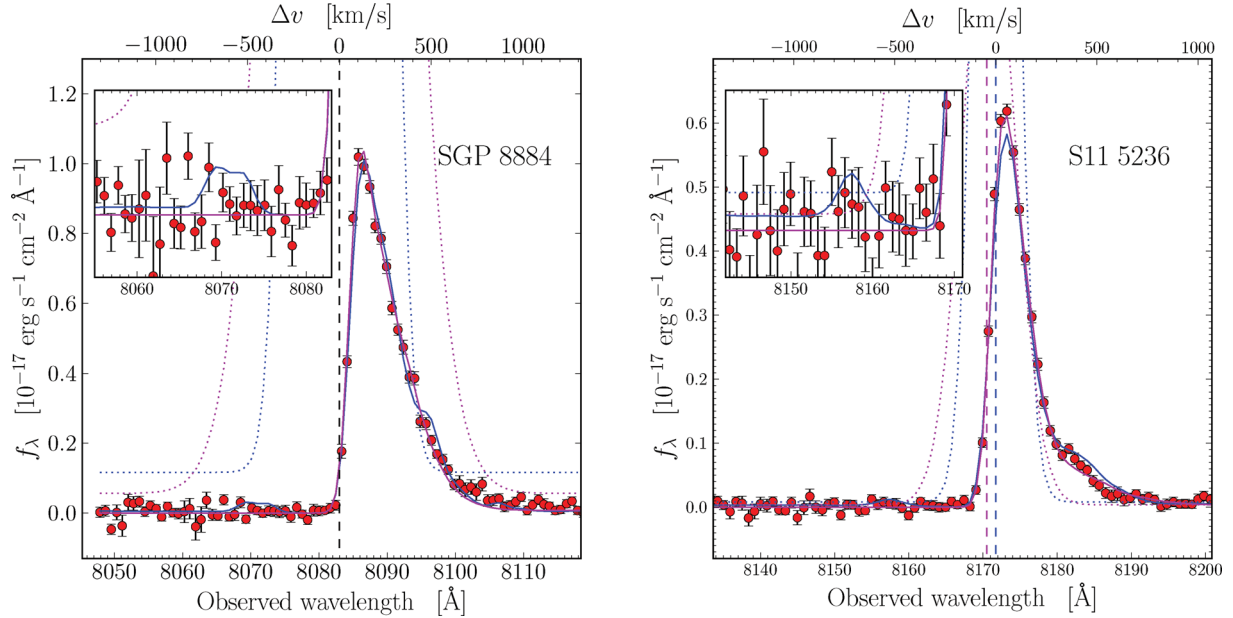 Δv [km/s]
−1000 −500 0 500 1000
1.2
1.0
0.8
0.6
0.4
0.2
0.0
f_λ [10⁻¹⁷ erg s⁻¹ cm⁻² Å⁻¹]
SGP 8884
8060 8070 8080
8050 8060 8070 8080 8090 8100 8110
Observed wavelength [Å]
Δv [km/s]
−1000 −500 0 500 1000
0.6
0.5
0.4
0.3
0.2
0.1
0.0
f_λ [10⁻¹⁷ erg s⁻¹ cm⁻² Å⁻¹]
S11 5236
8150 8160 8170
8140 8150 8160 8170 8180 8190 8200
Observed wavelength [Å]